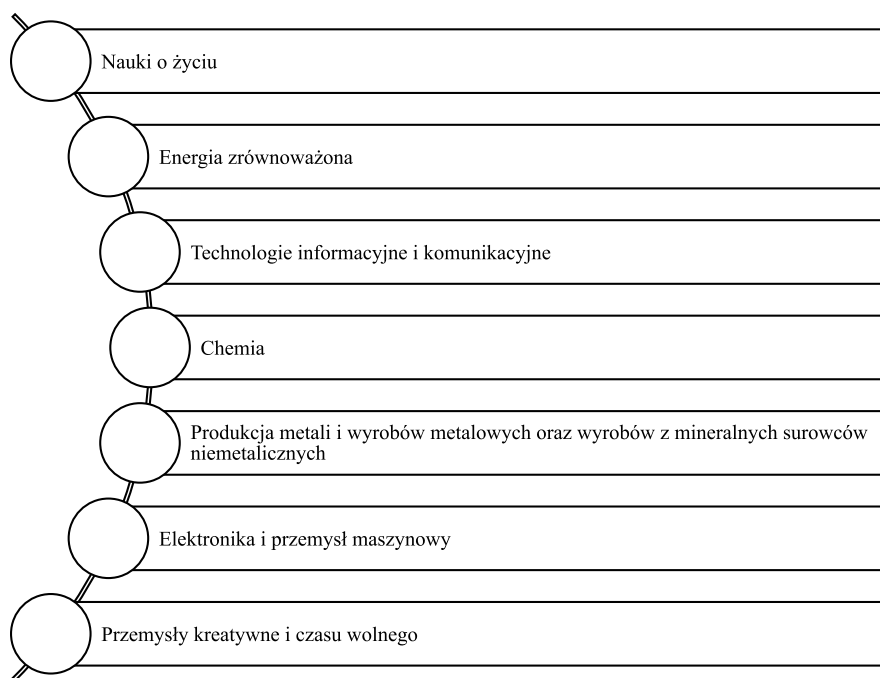 Nauki o życiu
Energia zrównoważona
Technologie informacyjne i komunikacyjne
Chemia
Produkcja metali i wyrobów metalowych oraz wyrobów z mineralnych surowców
niemetalicznych
Elektronika i przemysł maszynowy
Przemysły kreatywne i czasu wolnego